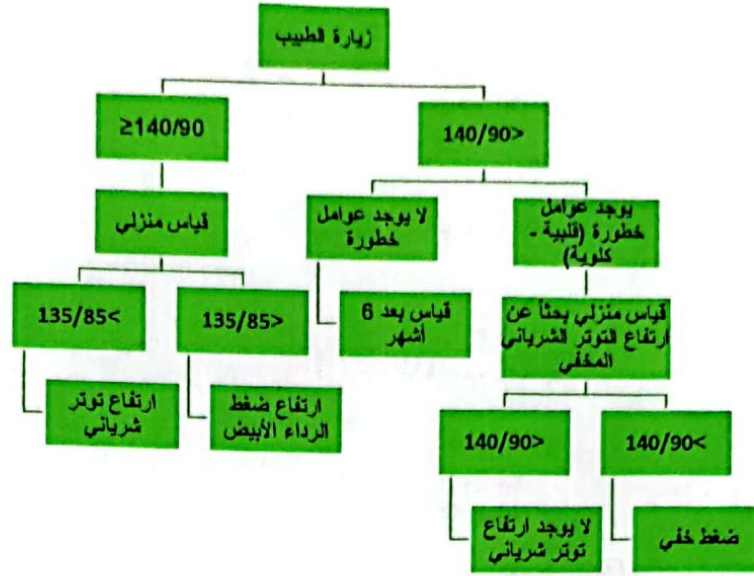 زيارة الطبيب
≥140/90
140/90<
قياس منزلي
لا يوجد عوامل
خطورة
يوجد عوامل
خطورة (قلبية -
كلوية)
135/85>
135/85<
قياس بعد 6
أشهر
قياس منزلي بحثاً عن
ارتفاع التوتر الشرياني
المخفي
ارتفاع توتر
شرياني
ارتفاع ضغط
الرداء الأبيض
140/90<
140/90>
لا يوجد ارتفاع
توتر شرياني
ضغط خفي